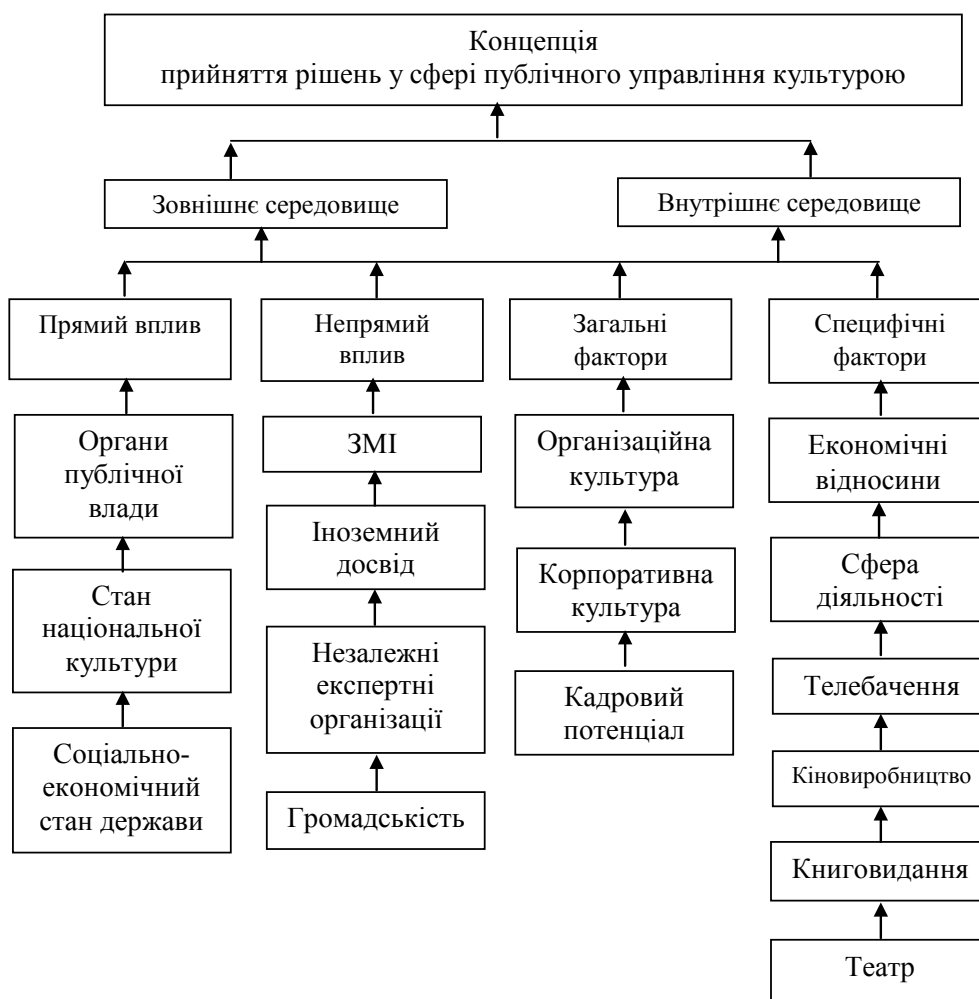 Концепція
прийняття рішень у сфері публічного управління культурою
Зовнішнє середовище
Внутрішнє середовище
Прямий вплив
Непрямий
вплив
Загальні
фактори
Специфічні
фактори
Органи
публічної
влади
Стан
національної
культури
Соціально-
економічний
стан держави
ЗМІ
Іноземний
досвід
Незалежні
експертні
організації
Громадськість
Організаційна
культура
Корпоративна
культура
Кадровий
потенціал
Економічні
відносини
Сфера
діяльності
Телебачення
Кіновиробництво
Книговидання
Театр